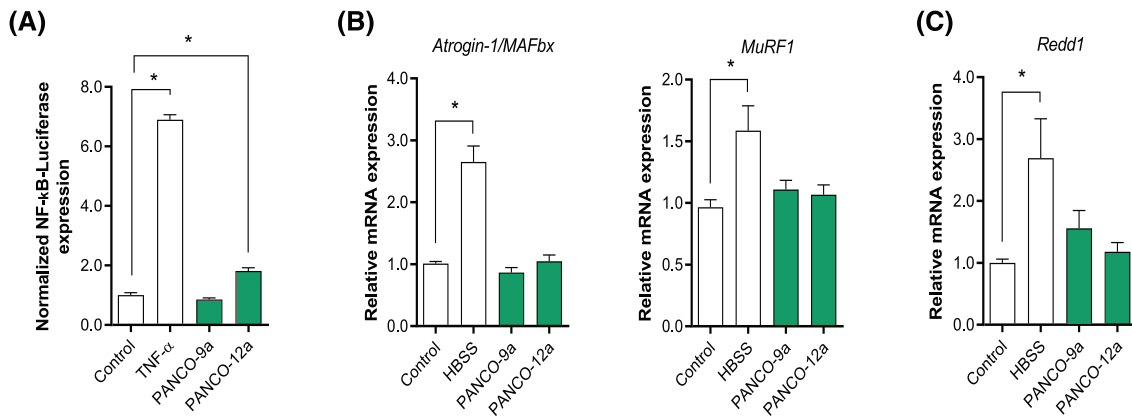 (A)
Normalized NF-κB-Luciferase
expression
8.0
6.0
4.0
2.0
0.0
*
*
Control
TNF-α
PANCO-9a
PANCO-12a
(B)
Atrogin-1/MAFbx
Relative mRNA expression
4.0
3.0
2.0
1.0
0.0
*
Control
HBSS
PANCO-9a
PANCO-12a
MuRF1
Relative mRNA expression
2.0
1.5
1.0
0.5
0.0
*
Control
HBSS
PANCO-9a
PANCO-12a
(C)
Redd1
Relative mRNA expression
4.0
3.0
2.0
1.0
0.0
*
Control
HBSS
PANCO-9a
PANCO-12a